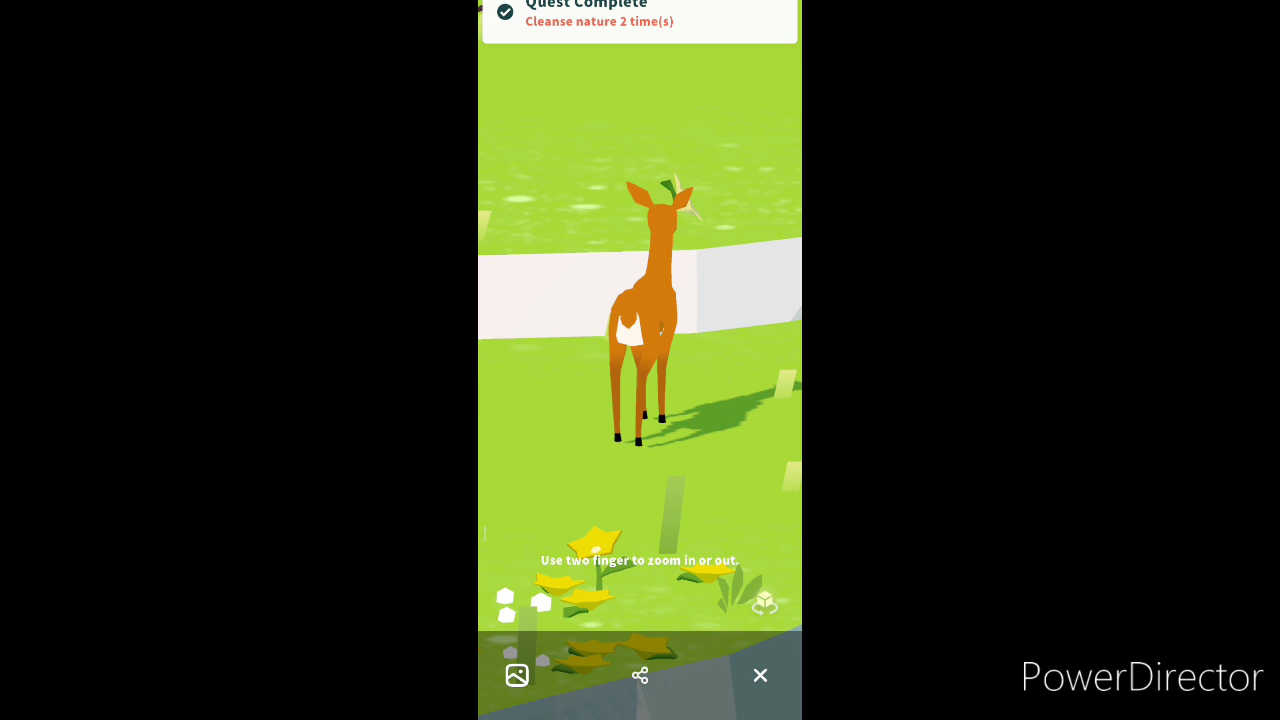 Quest Complete
Cleanse nature 2 time(s)
Use two finger to zoom in or out.
PowerDirector